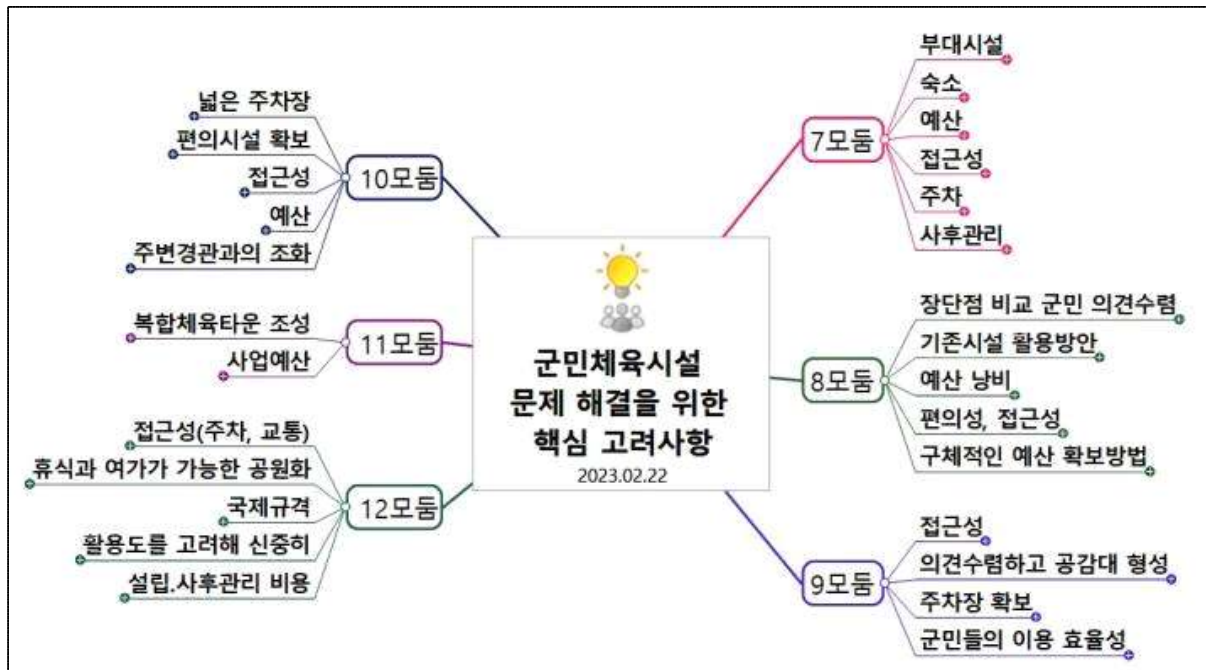 군민체육시설
문제 해결을 위한
핵심 고려사항
2023.02.22
7모둠
부대시설
숙소
예산
접근성
주차
사후관리
8모둠
장단점 비교 군민 의견수렴
기존시설 활용방안
예산 낭비
편의성, 접근성
구체적인 예산 확보방법
9모둠
접근성
의견수렴하고 공감대 형성
주차장 확보
군민들의 이용 효율성
10모둠
넓은 주차장
편의시설 확보
접근성
예산
주변경관과의 조화
11모둠
복합체육타운 조성
사업예산
12모둠
접근성(주차, 교통)
휴식과 여가가 가능한 공원화
국제규격
활용도를 고려해 신중히
설립.사후관리 비용